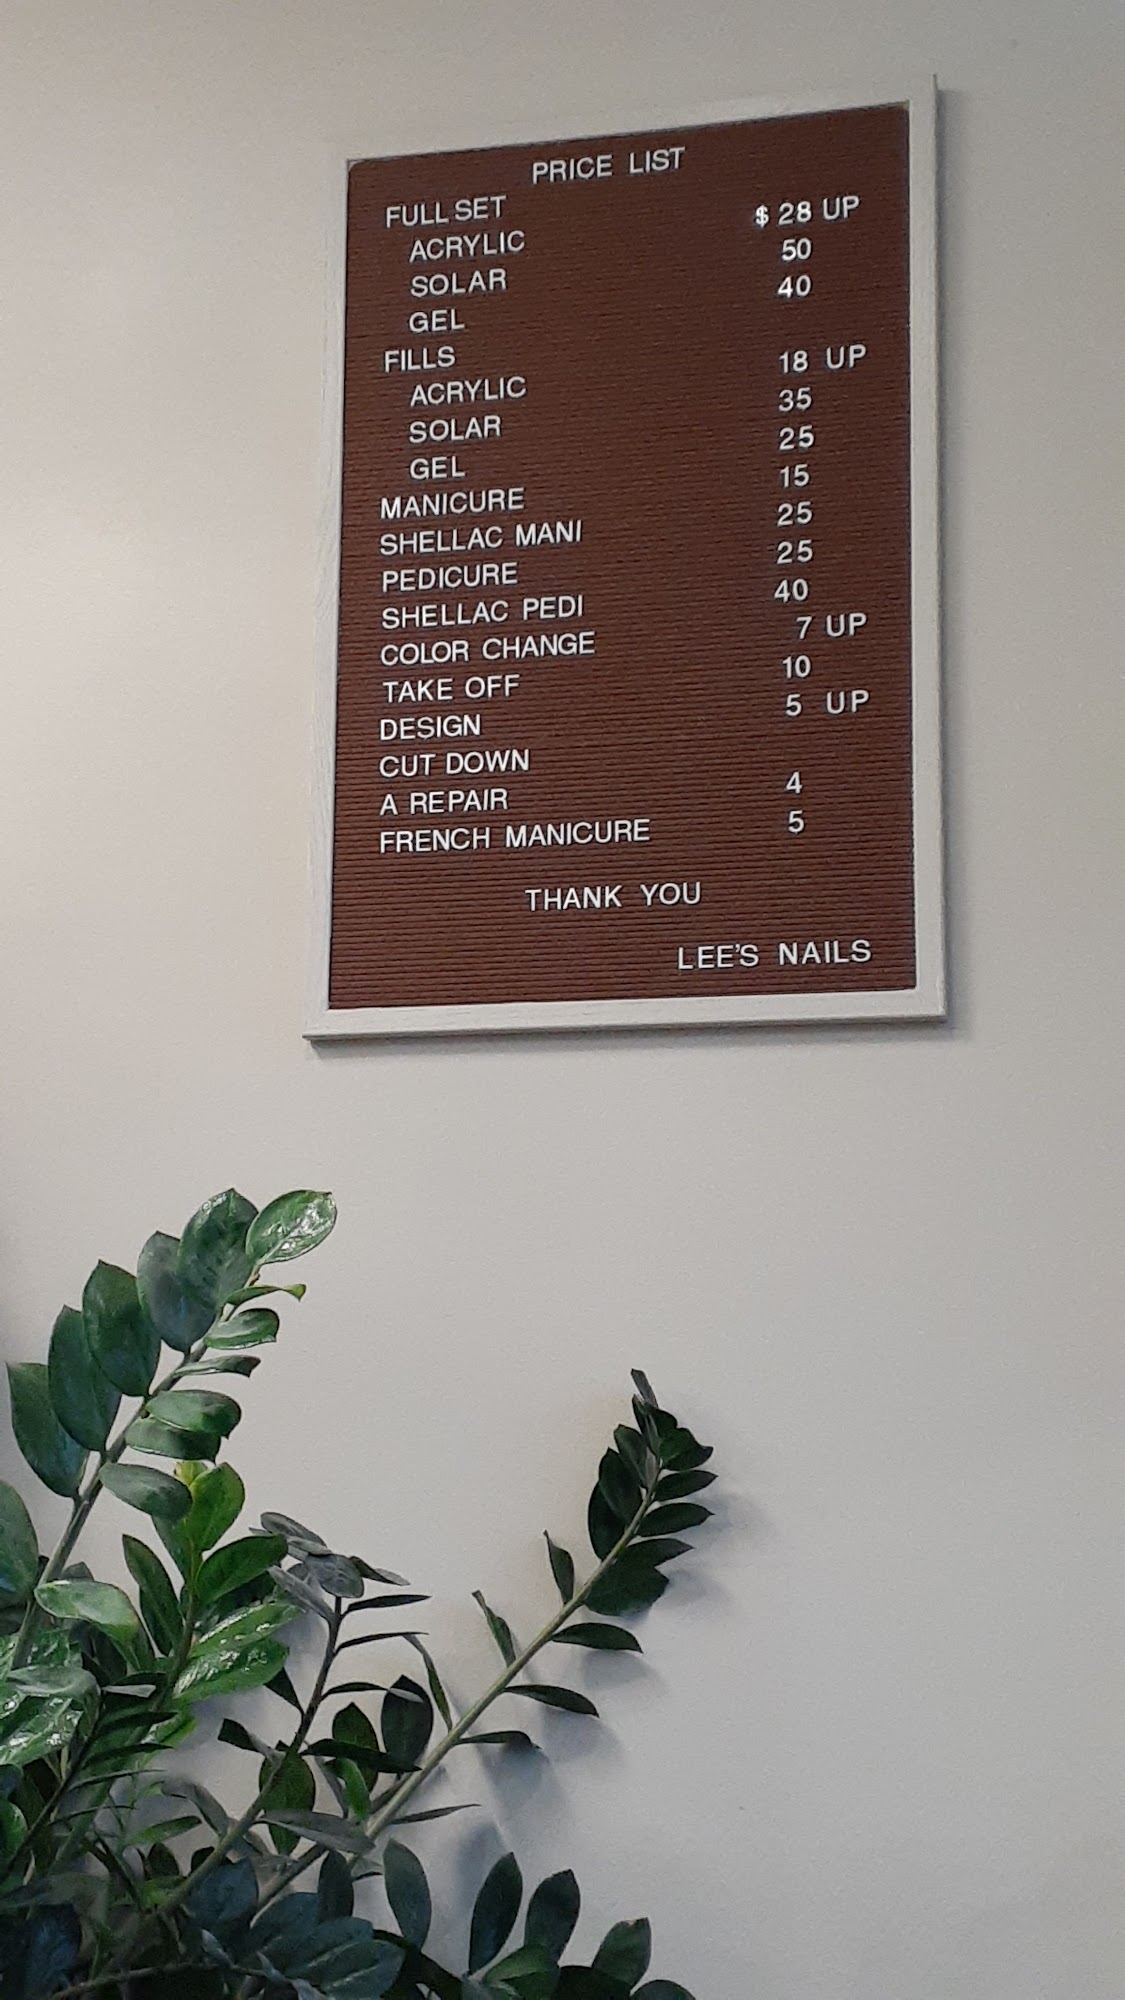 PRICE LIST
FULL SET
ACRYLIC $ 28 UP
SOLAR 50
GEL 40
FILLS
ACRYLIC 18 UP
SOLAR 35
GEL 25
MANICURE 15
SHELLAC MANI 25
PEDICURE 25
SHELLAC PEDI 40
COLOR CHANGE 7 UP
TAKE OFF 10
DESIGN 5 UP
CUT DOWN
A REPAIR 4
FRENCH MANICURE 5
THANK YOU
LEE'S NAILS